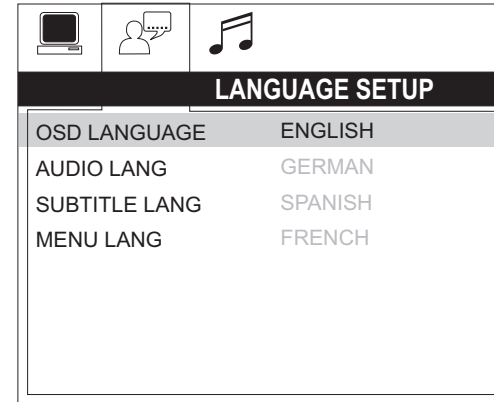 LANGUAGE SETUP
OSD LANGUAGE ENGLISH
AUDIO LANG GERMAN
SUBTITLE LANG SPANISH
MENU LANG FRENCH